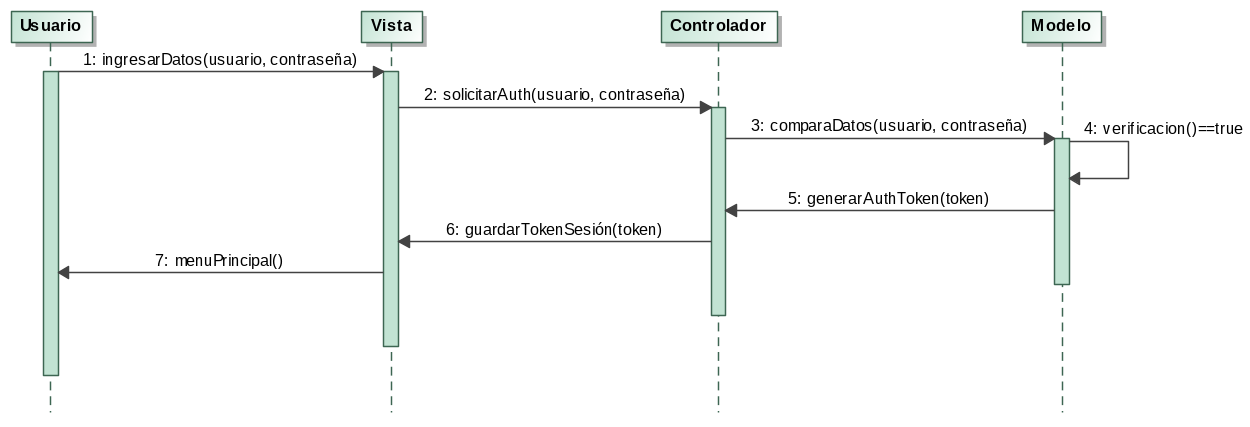 Usuario
Vista
Controlador
Modelo
1: ingresarDatos(usuario, contraseña)
2: solicitarAuth(usuario, contraseña)
3: comparaDatos(usuario, contraseña)
4: verificacion()==true
5: generarAuthToken(token)
6: guardarTokenSesión(token)
7: menuPrincipal()